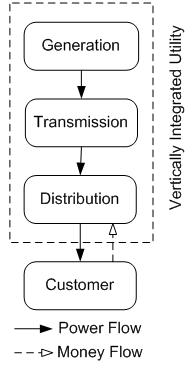 Generation
Transmission
Distribution
Vertically Integrated Utility
Customer
Power Flow
Money Flow